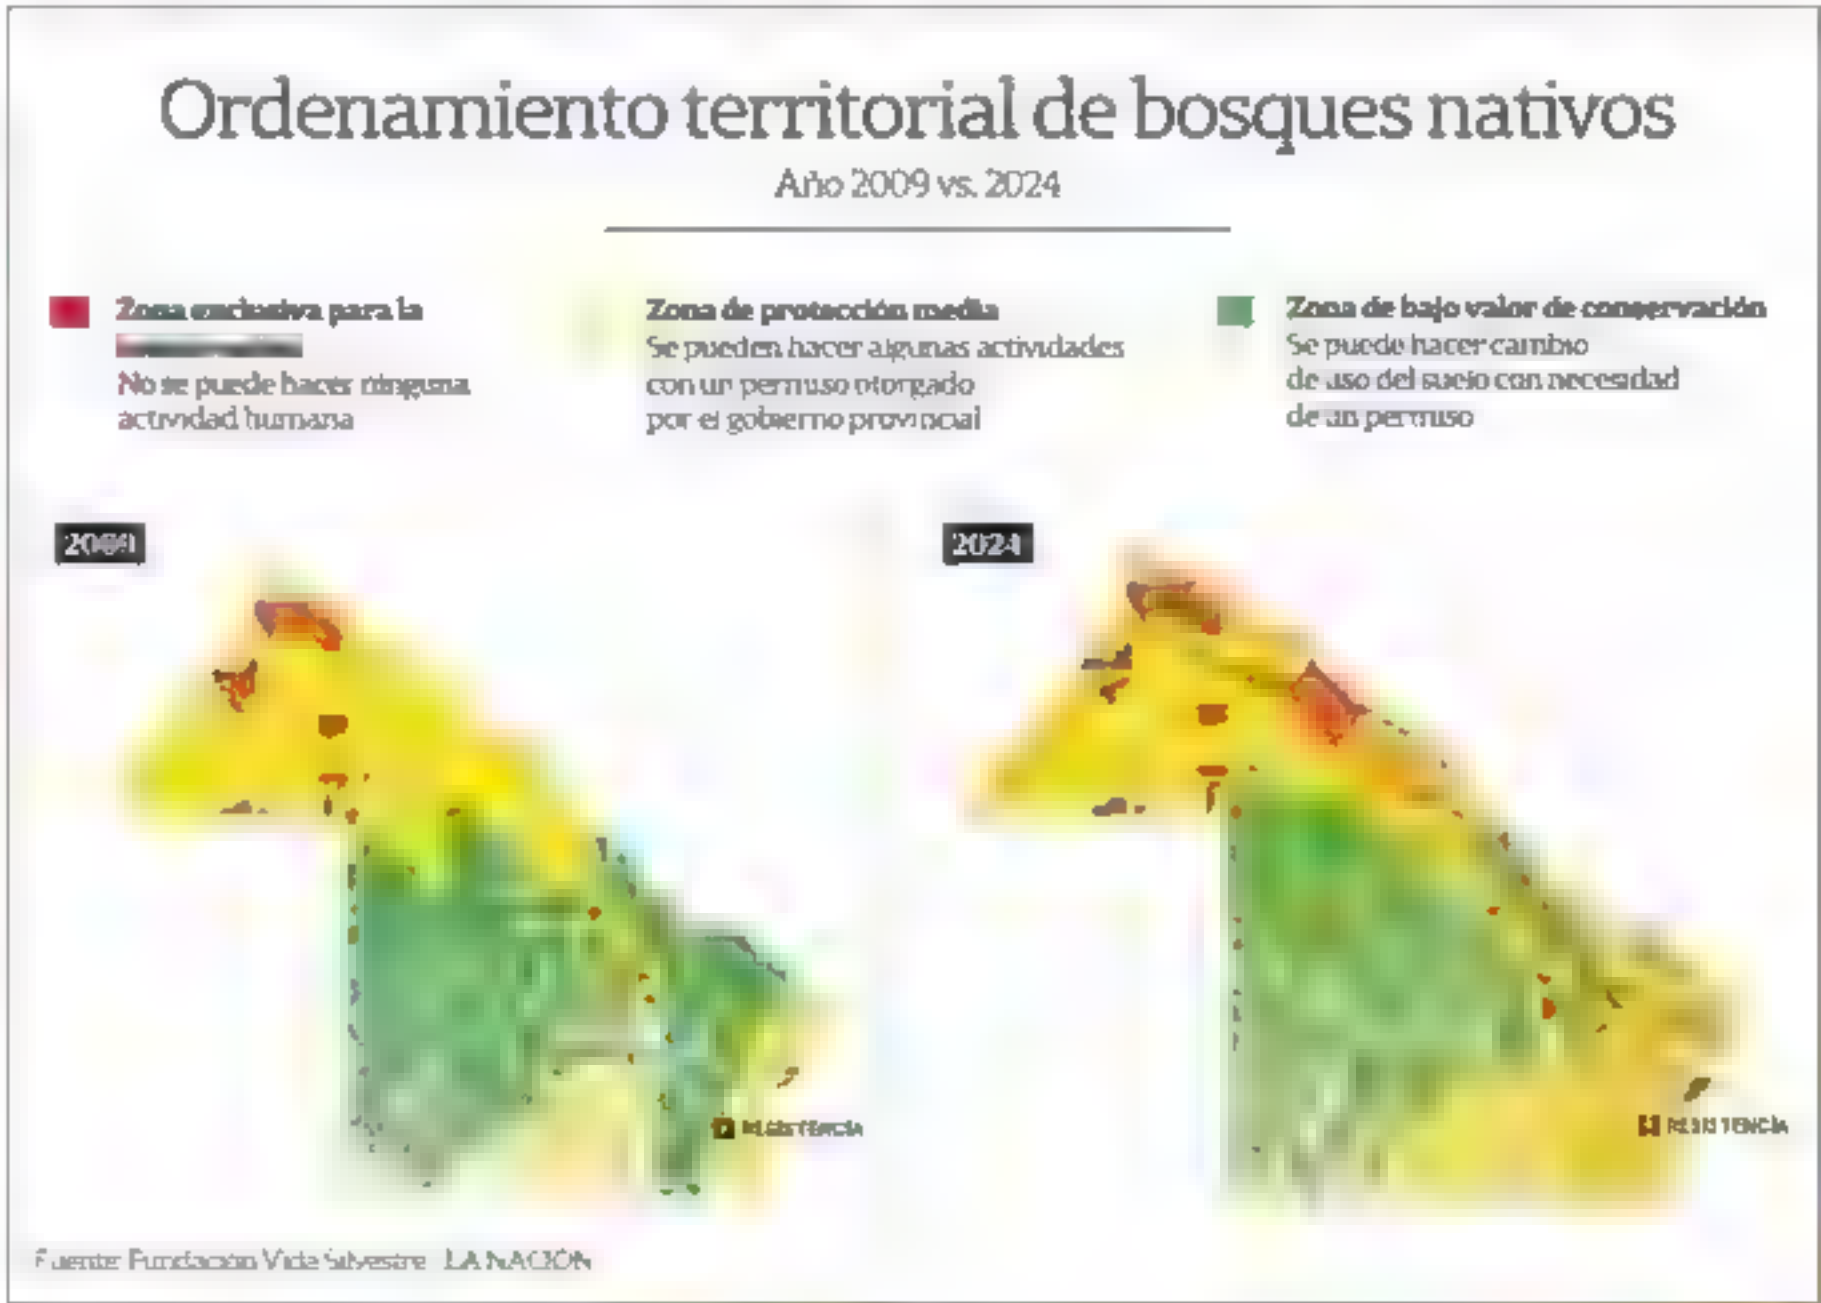 Ordenamiento territorial de bosques nativos
Año 2009 vs. 2024
Zona exclusiva para la
No se puede hacer ninguna
actividad humana
Zona de protección media
Se pueden hacer algunas actividades
con un permiso otorgado
por el gobierno provincial
Zona de bajo valor de conservación
Se puede hacer cambio
de uso del suelo con necesidad
de un permiso
2009
2024
RESISTENCIA
RESISTENCIA
Fuente: Fundación Vida Silvestre LA NACION